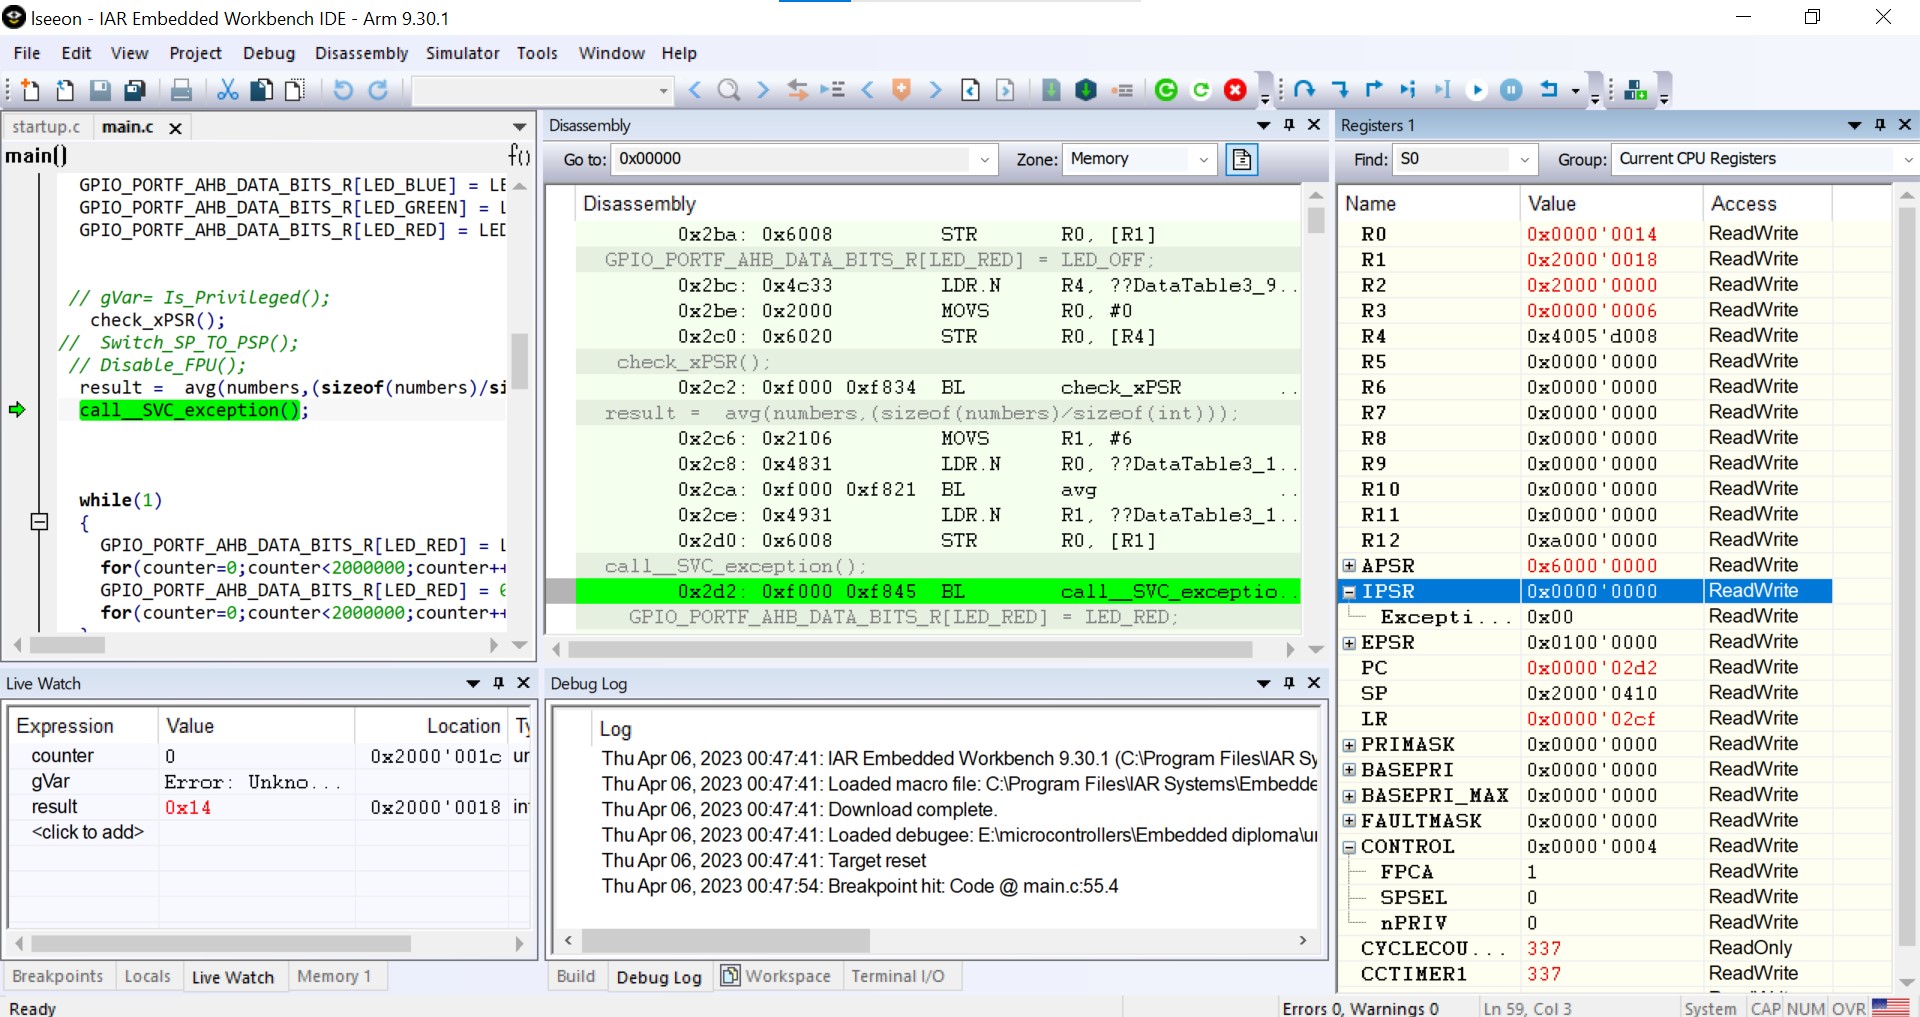 Iseeon - IAR Embedded Workbench IDE - Arm 9.30.1
File Edit View Project Debug Disassembly Simulator Tools Window Help
startup.c main.c
main() f()
GPIO_PORTF_AHB_DATA_BITS_R[LED_BLUE] = LE
GPIO_PORTF_AHB_DATA_BITS_R[LED_GREEN] = L
GPIO_PORTF_AHB_DATA_BITS_R[LED_RED] = LED
// gVar= Is_Privileged();
check_xPSR();
// Switch_SP_TO_PSP();
// Disable_FPU();
result = avg(numbers,(sizeof(numbers)/si
call__SVC_exception();
while(1)
{
GPIO_PORTF_AHB_DATA_BITS_R[LED_RED] = L
for(counter=0;counter<2000000;counter++
GPIO_PORTF_AHB_DATA_BITS_R[LED_RED] = 0
for(counter=0;counter<2000000;counter++
Disassembly
Go to: 0x00000 Zone: Memory
Disassembly
0x2ba: 0x6008 STR R0, [R1]
GPIO_PORTF_AHB_DATA_BITS_R[LED_RED] = LED_OFF;
0x2bc: 0x4c33 LDR.N R4, ??DataTable3_9..
0x2be: 0x2000 MOVS R0, #0
0x2c0: 0x6020 STR R0, [R4]
check_xPSR();
0x2c2: 0xf000 0xf834 BL check_xPSR ..
result = avg(numbers,(sizeof(numbers)/sizeof(int)));
0x2c6: 0x2106 MOVS R1, #6
0x2c8: 0x4831 LDR.N R0, ??DataTable3_1..
0x2ca: 0xf000 0xf821 BL avg ..
0x2ce: 0x4931 LDR.N R1, ??DataTable3_1..
0x2d0: 0x6008 STR R0, [R1]
call__SVC_exception();
0x2d2: 0xf000 0xf845 BL call__SVC_exceptio..
GPIO_PORTF_AHB_DATA_BITS_R[LED_RED] = LED_RED;
Registers 1
Find: S0 Group: Current CPU Registers
Name Value Access
R0 0x0000'0014 ReadWrite
R1 0x2000'0018 ReadWrite
R2 0x2000'0000 ReadWrite
R3 0x0000'0006 ReadWrite
R4 0x4005'd008 ReadWrite
R5 0x0000'0000 ReadWrite
R6 0x0000'0000 ReadWrite
R7 0x0000'0000 ReadWrite
R8 0x0000'0000 ReadWrite
R9 0x0000'0000 ReadWrite
R10 0x0000'0000 ReadWrite
R11 0x0000'0000 ReadWrite
R12 0xa000'0000 ReadWrite
APSR 0x6000'0000 ReadWrite
IPSR 0x0000'0000 ReadWrite
Excepti... 0x00 ReadWrite
EPSR 0x0100'0000 ReadWrite
PC 0x0000'02d2 ReadWrite
SP 0x2000'0410 ReadWrite
LR 0x0000'02cf ReadWrite
PRIMASK 0x0000'0000 ReadWrite
BASEPRI 0x0000'0000 ReadWrite
BASEPRI_MAX 0x0000'0000 ReadWrite
FAULTMASK 0x0000'0000 ReadWrite
CONTROL 0x0000'0004 ReadWrite
FPCA 1 ReadWrite
SPSEL 0 ReadWrite
nPRIV 0 ReadWrite
CYCLECOU... 337 ReadOnly
CCTIMER1 337 ReadWrite
Live Watch
Expression Value Location Ty
counter 0 0x2000'001c un
gVar Error: Unkno...
result 0x14 0x2000'0018 int
<click to add>
Breakpoints Locals Live Watch Memory 1
Debug Log
Log
Thu Apr 06, 2023 00:47:41: IAR Embedded Workbench 9.30.1 (C:\Program Files\IAR Sy
Thu Apr 06, 2023 00:47:41: Loaded macro file: C:\Program Files\IAR Systems\Embedde
Thu Apr 06, 2023 00:47:41: Download complete.
Thu Apr 06, 2023 00:47:41: Loaded debugee: E:\microcontrollers\Embedded diploma\ui
Thu Apr 06, 2023 00:47:41: Target reset
Thu Apr 06, 2023 00:47:54: Breakpoint hit: Code @ main.c:55.4
Build Debug Log Workspace Terminal I/O
Ready Errors 0, Warnings 0 Ln 59, Col 3 System CAP NUM OVR